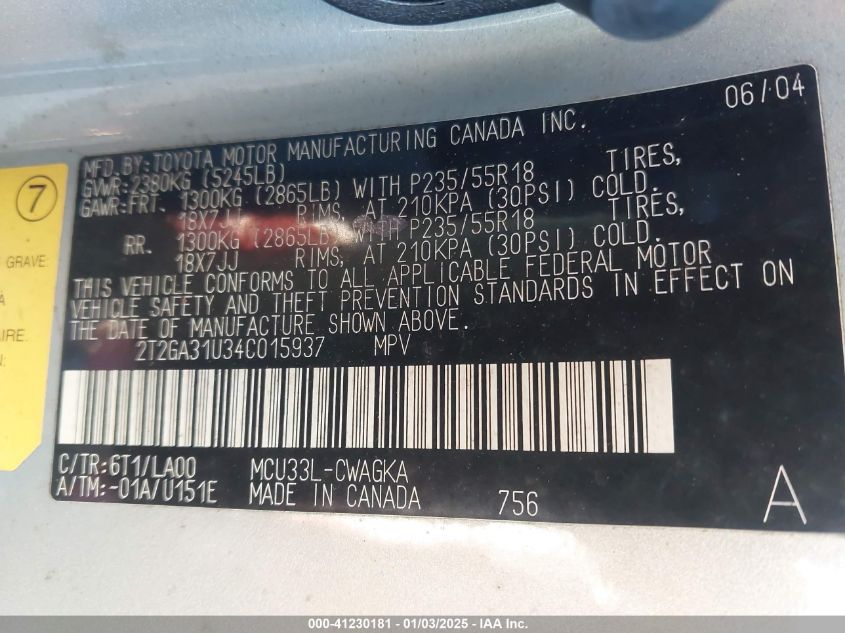 06/04
MFD.BY:TOYOTA MOTOR MANUFACTURING CANADA INC.
GVWR:2380KG (5245LB)
GAWR:FRT. 1300KG (2865LB) WITH P235/55R18 TIRES,
18X7JJ RIMS, AT 210KPA (30PSI) COLD.
RR. 1300KG (2865LB) WITH P235/55R18 TIRES,
18X7JJ RIMS, AT 210KPA (30PSI) COLD.
THIS VEHICLE CONFORMS TO ALL APPLICABLE FEDERAL MOTOR
VEHICLE SAFETY AND THEFT PREVENTION STANDARDS IN EFFECT ON
THE DATE OF MANUFACTURE SHOWN ABOVE.
2T2GA31U34C015937 MPV
C/TR:6T1/LA00 MCU33L-CWAGKA
A/TM:-01A/U151E MADE IN CANADA 756 A
7
GRAVE
A
AIRE
N:
000-41230181 - 01/03/2025 - IAA Inc.